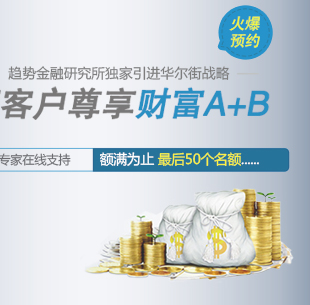 火爆
预约
趋势金融研究所独家引进华尔街战略
客户尊享财富A+B
专家在线支持
额满为止 最后50个名额......
$
$